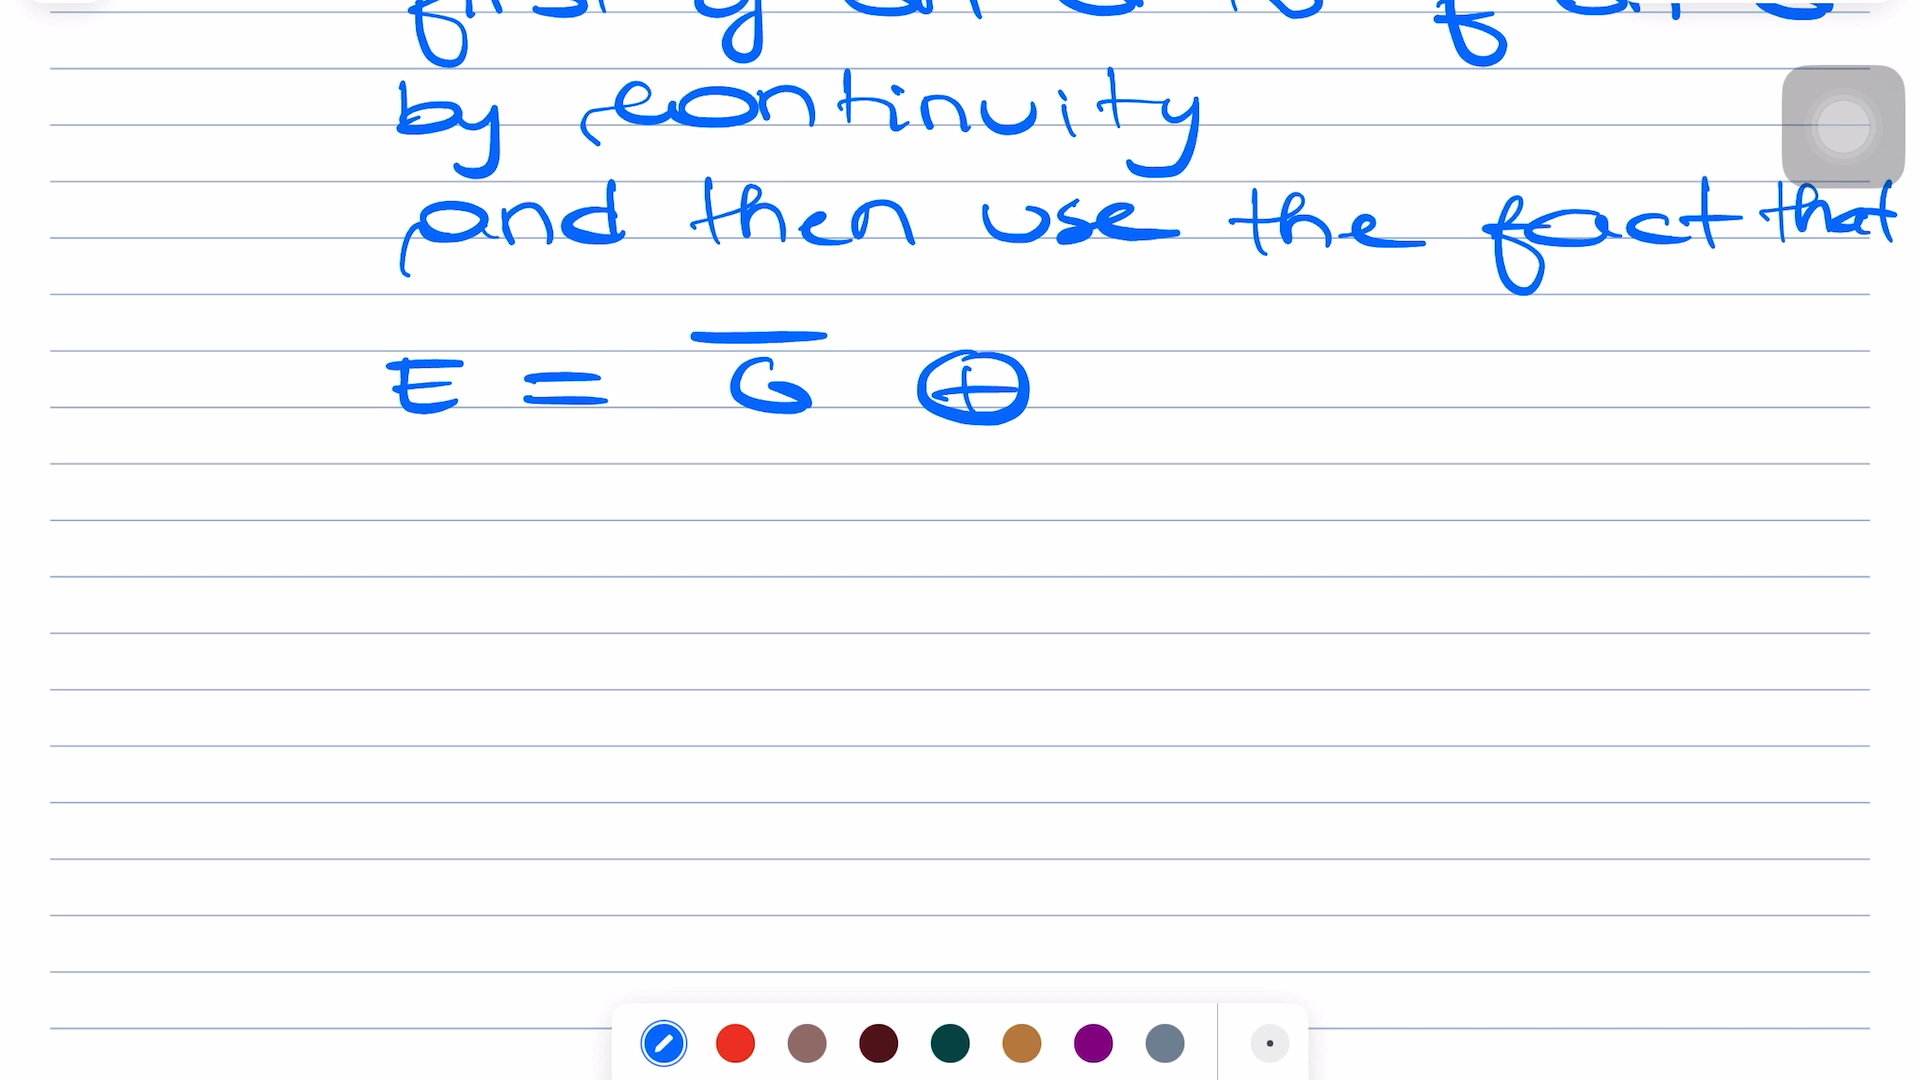 by continuity
and then use the fact that
E = G̅ ⊕